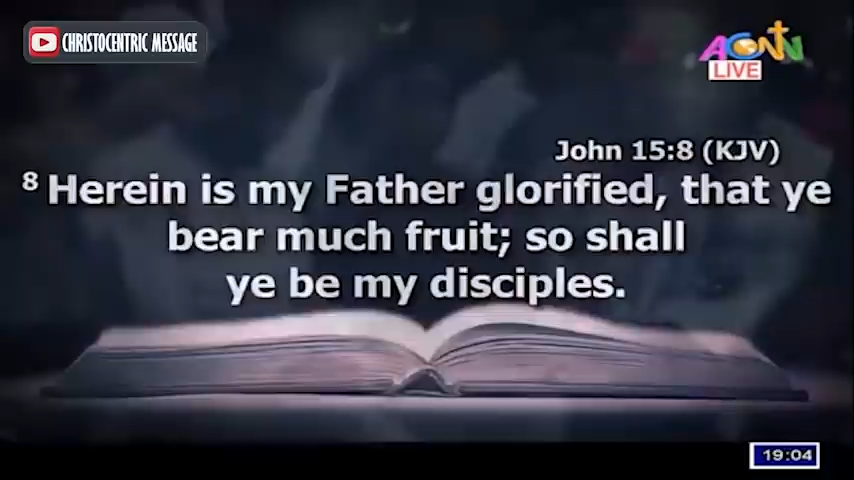 CHRISTOCENTRIC MESSAGE
ACNN
LIVE
John 15:8 (KJV)
8 Herein is my Father glorified, that ye
bear much fruit; so shall
ye be my disciples.
19:04